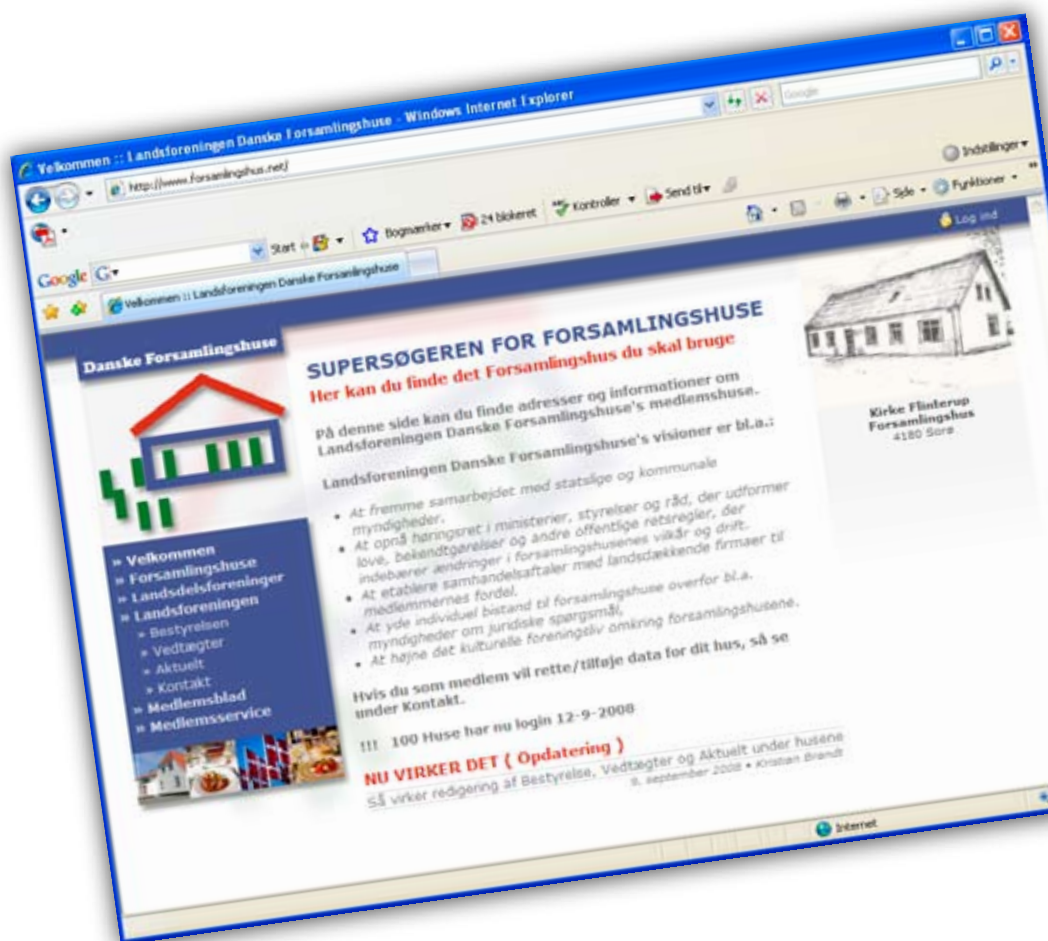 Velkommen :: Landsforeningen Danske Forsamlingshuse - Windows Internet Explorer
http://www.forsamlingshus.net/
Google
Indstillinger
Google G Start Bogmærker 24 blokeret Kontroller Send til
Velkommen :: Landsforeningen Danske Forsamlingshuse
Side Funktioner
Log ind
Danske Forsamlingshuse
» Velkommen
» Forsamlingshuse
» Landsdelsforeninger
» Landsforeningen
» Bestyrelsen
» Vedtægter
» Aktuelt
» Kontakt
» Medlemsblad
» Medlemsservice
SUPERSØGEREN FOR FORSAMLINGSHUSE
Her kan du finde det Forsamlingshus du skal bruge
På denne side kan du finde adresser og informationer om
Landsforeningen Danske Forsamlingshuse's medlemshuse.
Landsforeningen Danske Forsamlingshuse's visioner er bl.a.:
• At fremme samarbejdet med statslige og kommunale
myndigheder.
• At opnå høringsret i ministerier, styrelser og råd, der udformer
love, bekendtgørelser og andre offentlige retsregler, der
indebærer ændringer i forsamlingshusenes vilkår og drift.
• At etablere samhandelsaftaler med landsdækkende firmaer til
medlemmernes fordel.
• At yde individuel bistand til forsamlingshuse overfor bl.a.
myndigheder om juridiske spørgsmål,
• At højne det kulturelle foreningsliv omkring forsamlingshusene.
Hvis du som medlem vil rette/tilføje data for dit hus, så se
under Kontakt.
!!! 100 Huse har nu login 12-9-2008
NU VIRKER DET ( Opdatering )
Så virker redigering af Bestyrelse, Vedtægter og Aktuelt under husene
9. september 2008 • Kristian Brandt
Kirke Flinterup
Forsamlingshus
4180 Sorø
Internet